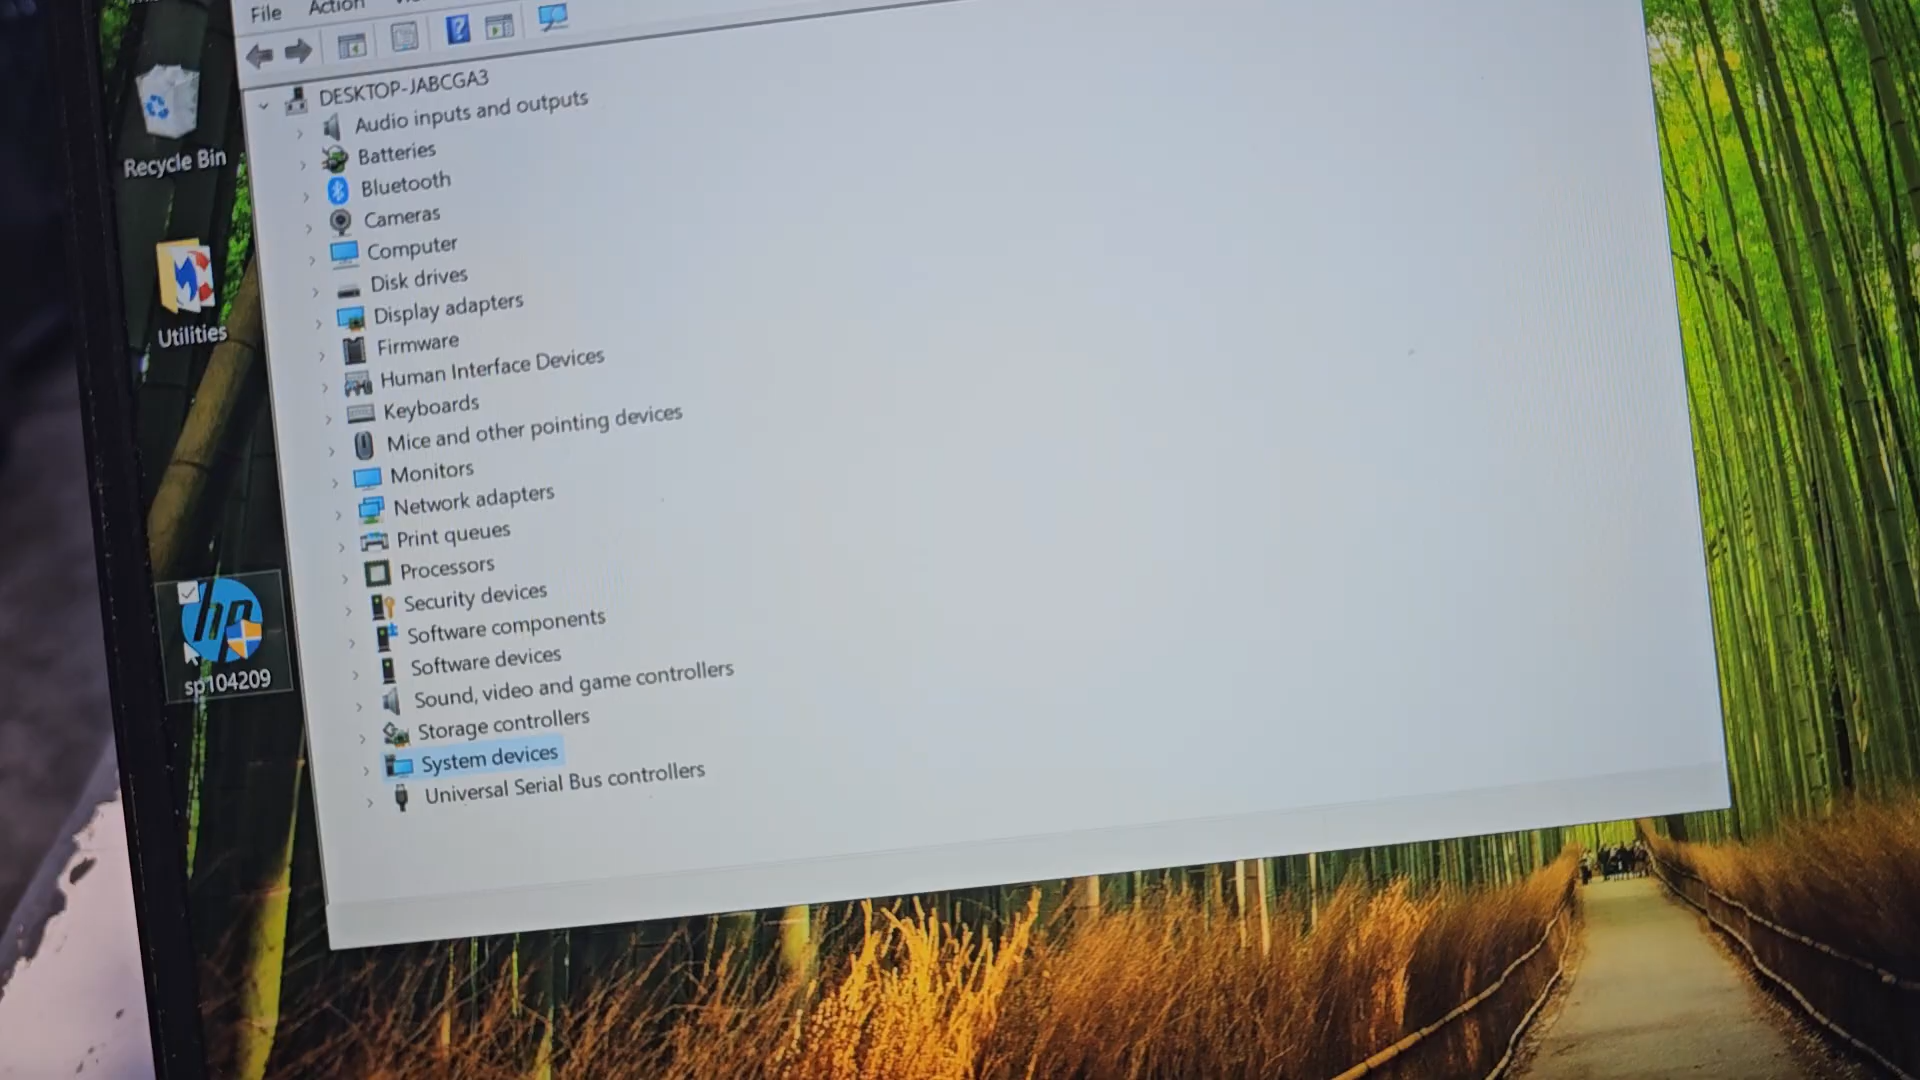 File
Action
DESKTOP-JABCGA3
Audio inputs and outputs
Batteries
Bluetooth
Cameras
Computer
Disk drives
Display adapters
Firmware
Human Interface Devices
Keyboards
Mice and other pointing devices
Monitors
Network adapters
Print queues
Processors
Security devices
Software components
Software devices
Sound, video and game controllers
Storage controllers
System devices
Universal Serial Bus controllers
Recycle Bin
Utilities
hp
sp104209